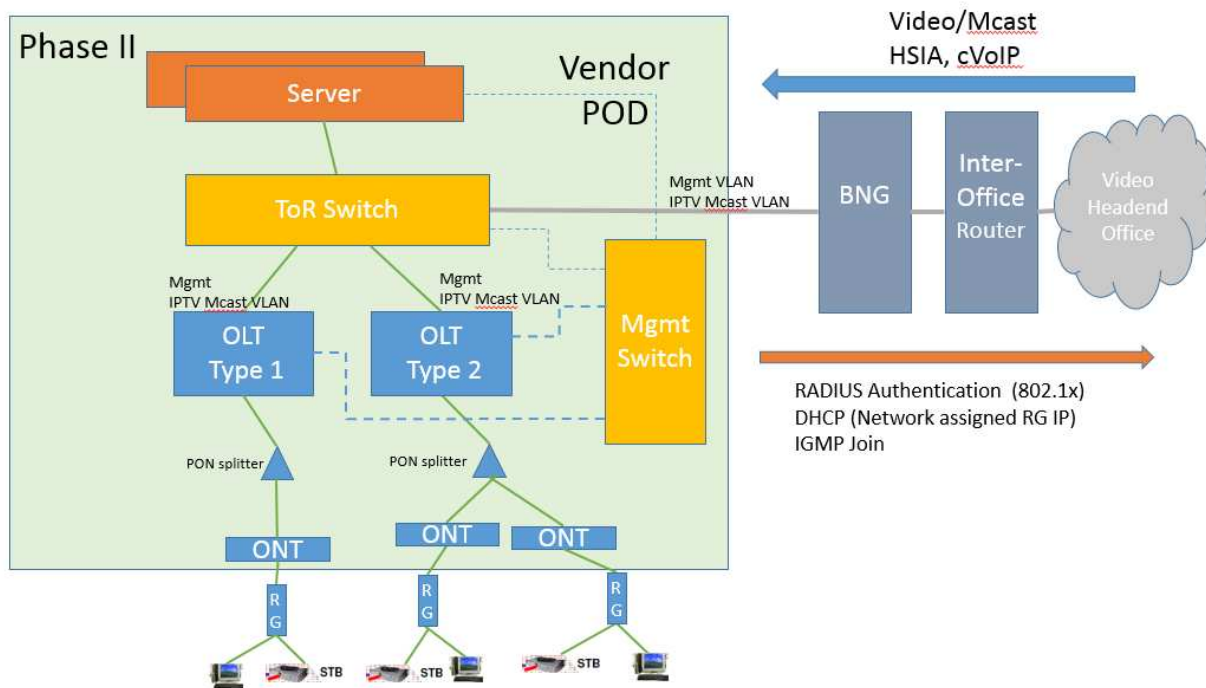 Phase II
Vendor
POD
Server
ToR Switch
Mgmt VLAN
IPTV Mcast VLAN
Mgmt
IPTV Mcast VLAN
Mgmt
IPTV Mcast VLAN
OLT
Type 1
OLT
Type 2
Mgmt
Switch
PON splitter
PON splitter
ONT
ONT
ONT
R
G
R
G
R
G
STB
STB
STB
Video/Mcast
HSIA, cVoIP
BNG
Inter-
Office
Router
Video
Headend
Office
RADIUS Authentication (802.1x)
DHCP (Network assigned RG IP)
IGMP Join